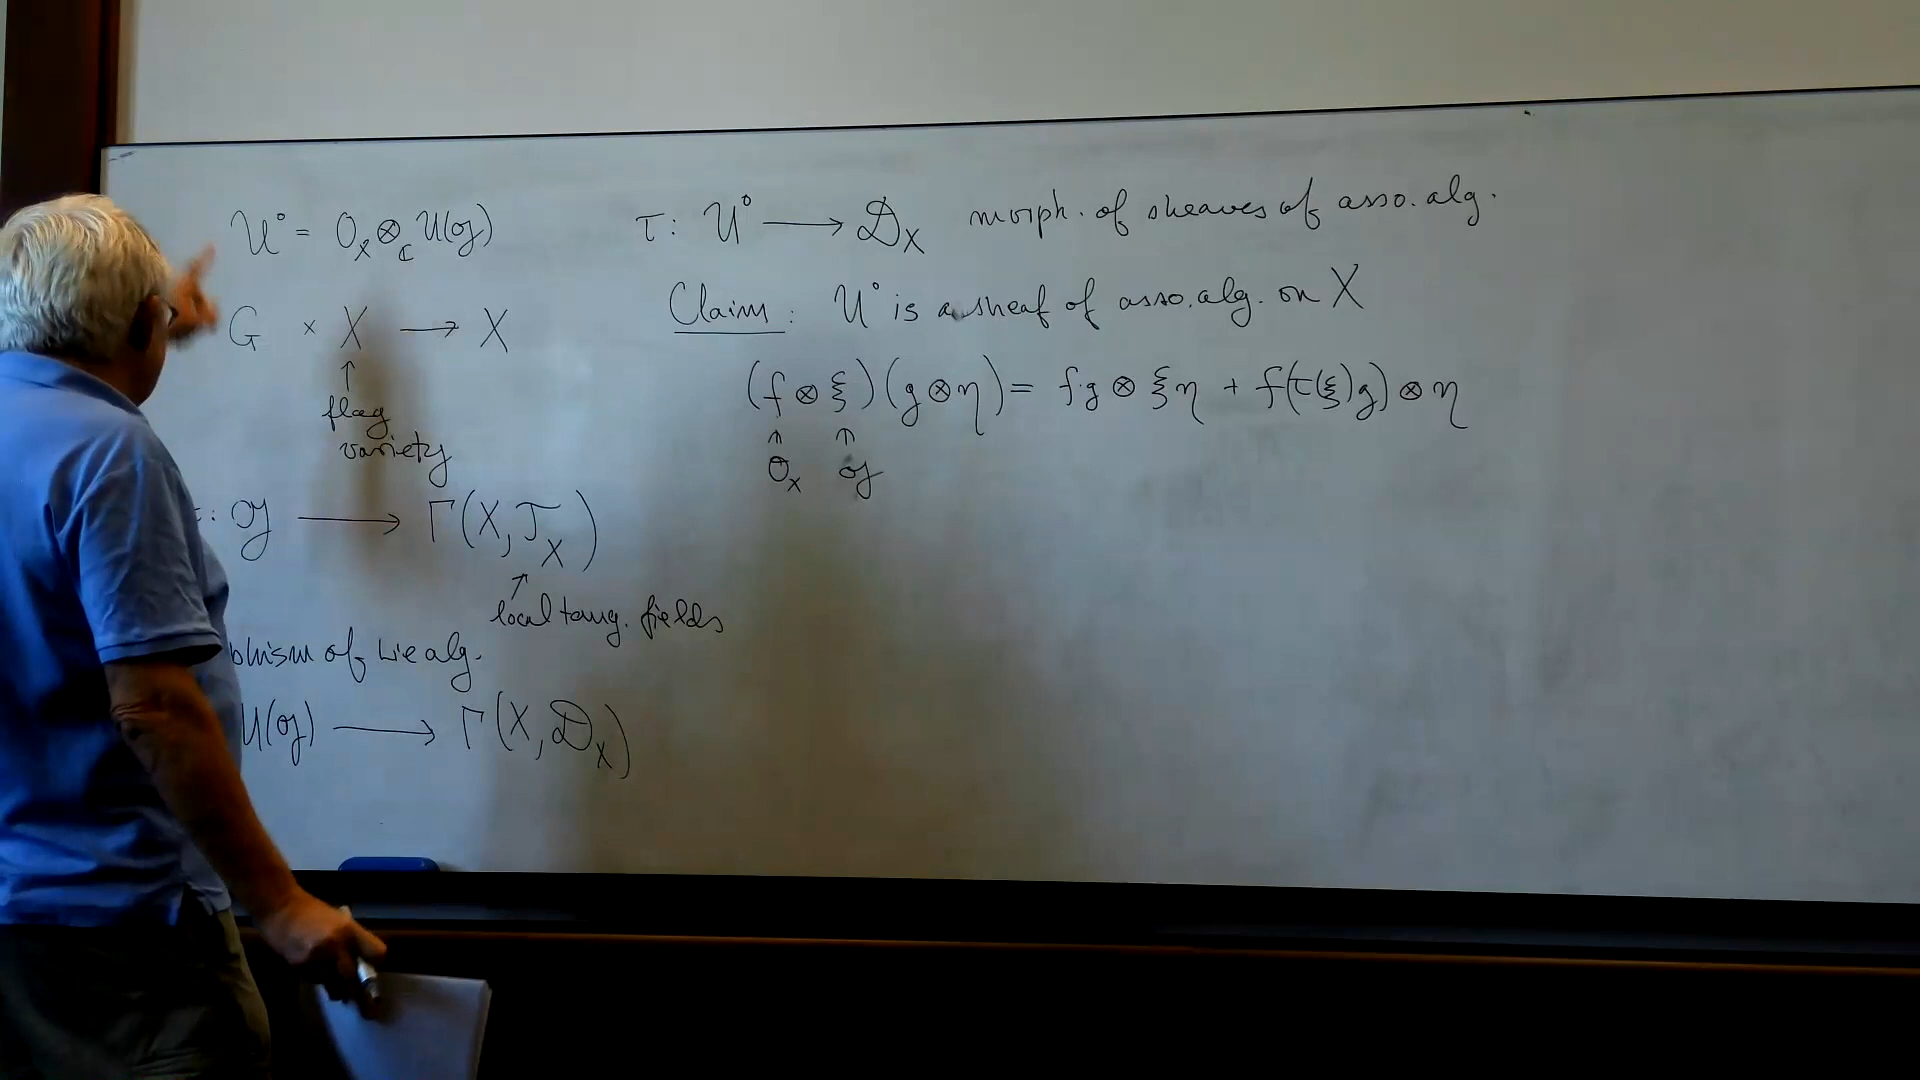 𝒰° = O_X ⊗_ℂ 𝒰(𝔤)
G × X ⟶ X
↑
flag
variety
τ: 𝔤 ⟶ Γ(X, 𝒯_X)
↑
local tang. fields
phism of Lie alg.
𝒰(𝔤) ⟶ Γ(X, 𝒟_X)
τ: 𝒰° ⟶ 𝒟_X morph. of sheaves of asso. alg.
Claim: 𝒰° is a sheaf of asso. alg. on X
(f ⊗ ξ)(g ⊗ η) = fg ⊗ ξη + f(τ(ξ)g) ⊗ η
↑ ↑
O_X 𝔤